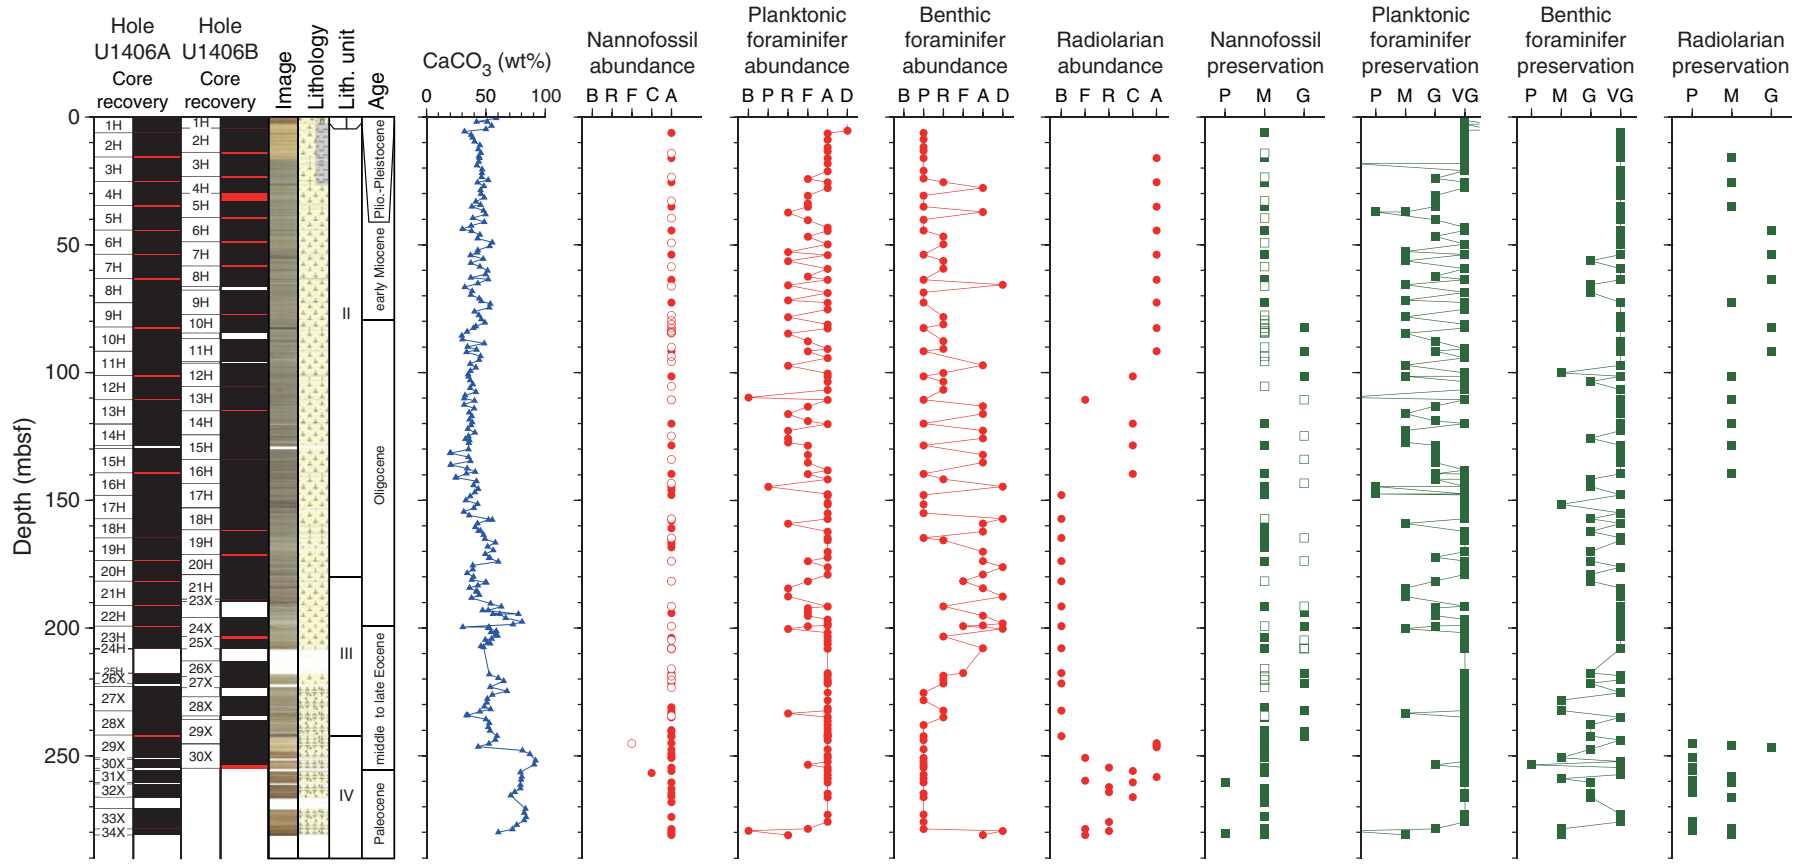 Hole
U1406A
Core
recovery
Hole
U1406B
Core
recovery
Image
Lithology
Lith. unit
Age
CaCO3 (wt%)
0 50 100
Nannofossil
abundance
B R F C A
Planktonic
foraminifer
abundance
B P R F A D
Benthic
foraminifer
abundance
B P R F A D
Radiolarian
abundance
B F R C A
Nannofossil
preservation
P M G
Planktonic
foraminifer
preservation
P M G VG
Benthic
foraminifer
preservation
P M G VG
Radiolarian
preservation
P M G
Depth (mbsf)
0
50
100
150
200
250
1H
2H
3H
4H
5H
6H
7H
8H
9H
10H
11H
12H
13H
14H
15H
16H
17H
18H
19H
20H
21H
22H
23H
24H
25H
26X
27X
28X
29X
30X
31X
32X
33X
34X
1H
2H
3H
4H
5H
6H
7H
8H
9H
10H
11H
12H
13H
14H
15H
16H
17H
18H
19H
20H
21H
23X
24X
25X
26X
27X
28X
29X
30X
II
III
IV
Plio.-Pleistocene
early Miocene
Oligocene
middle to late Eocene
Paleocene